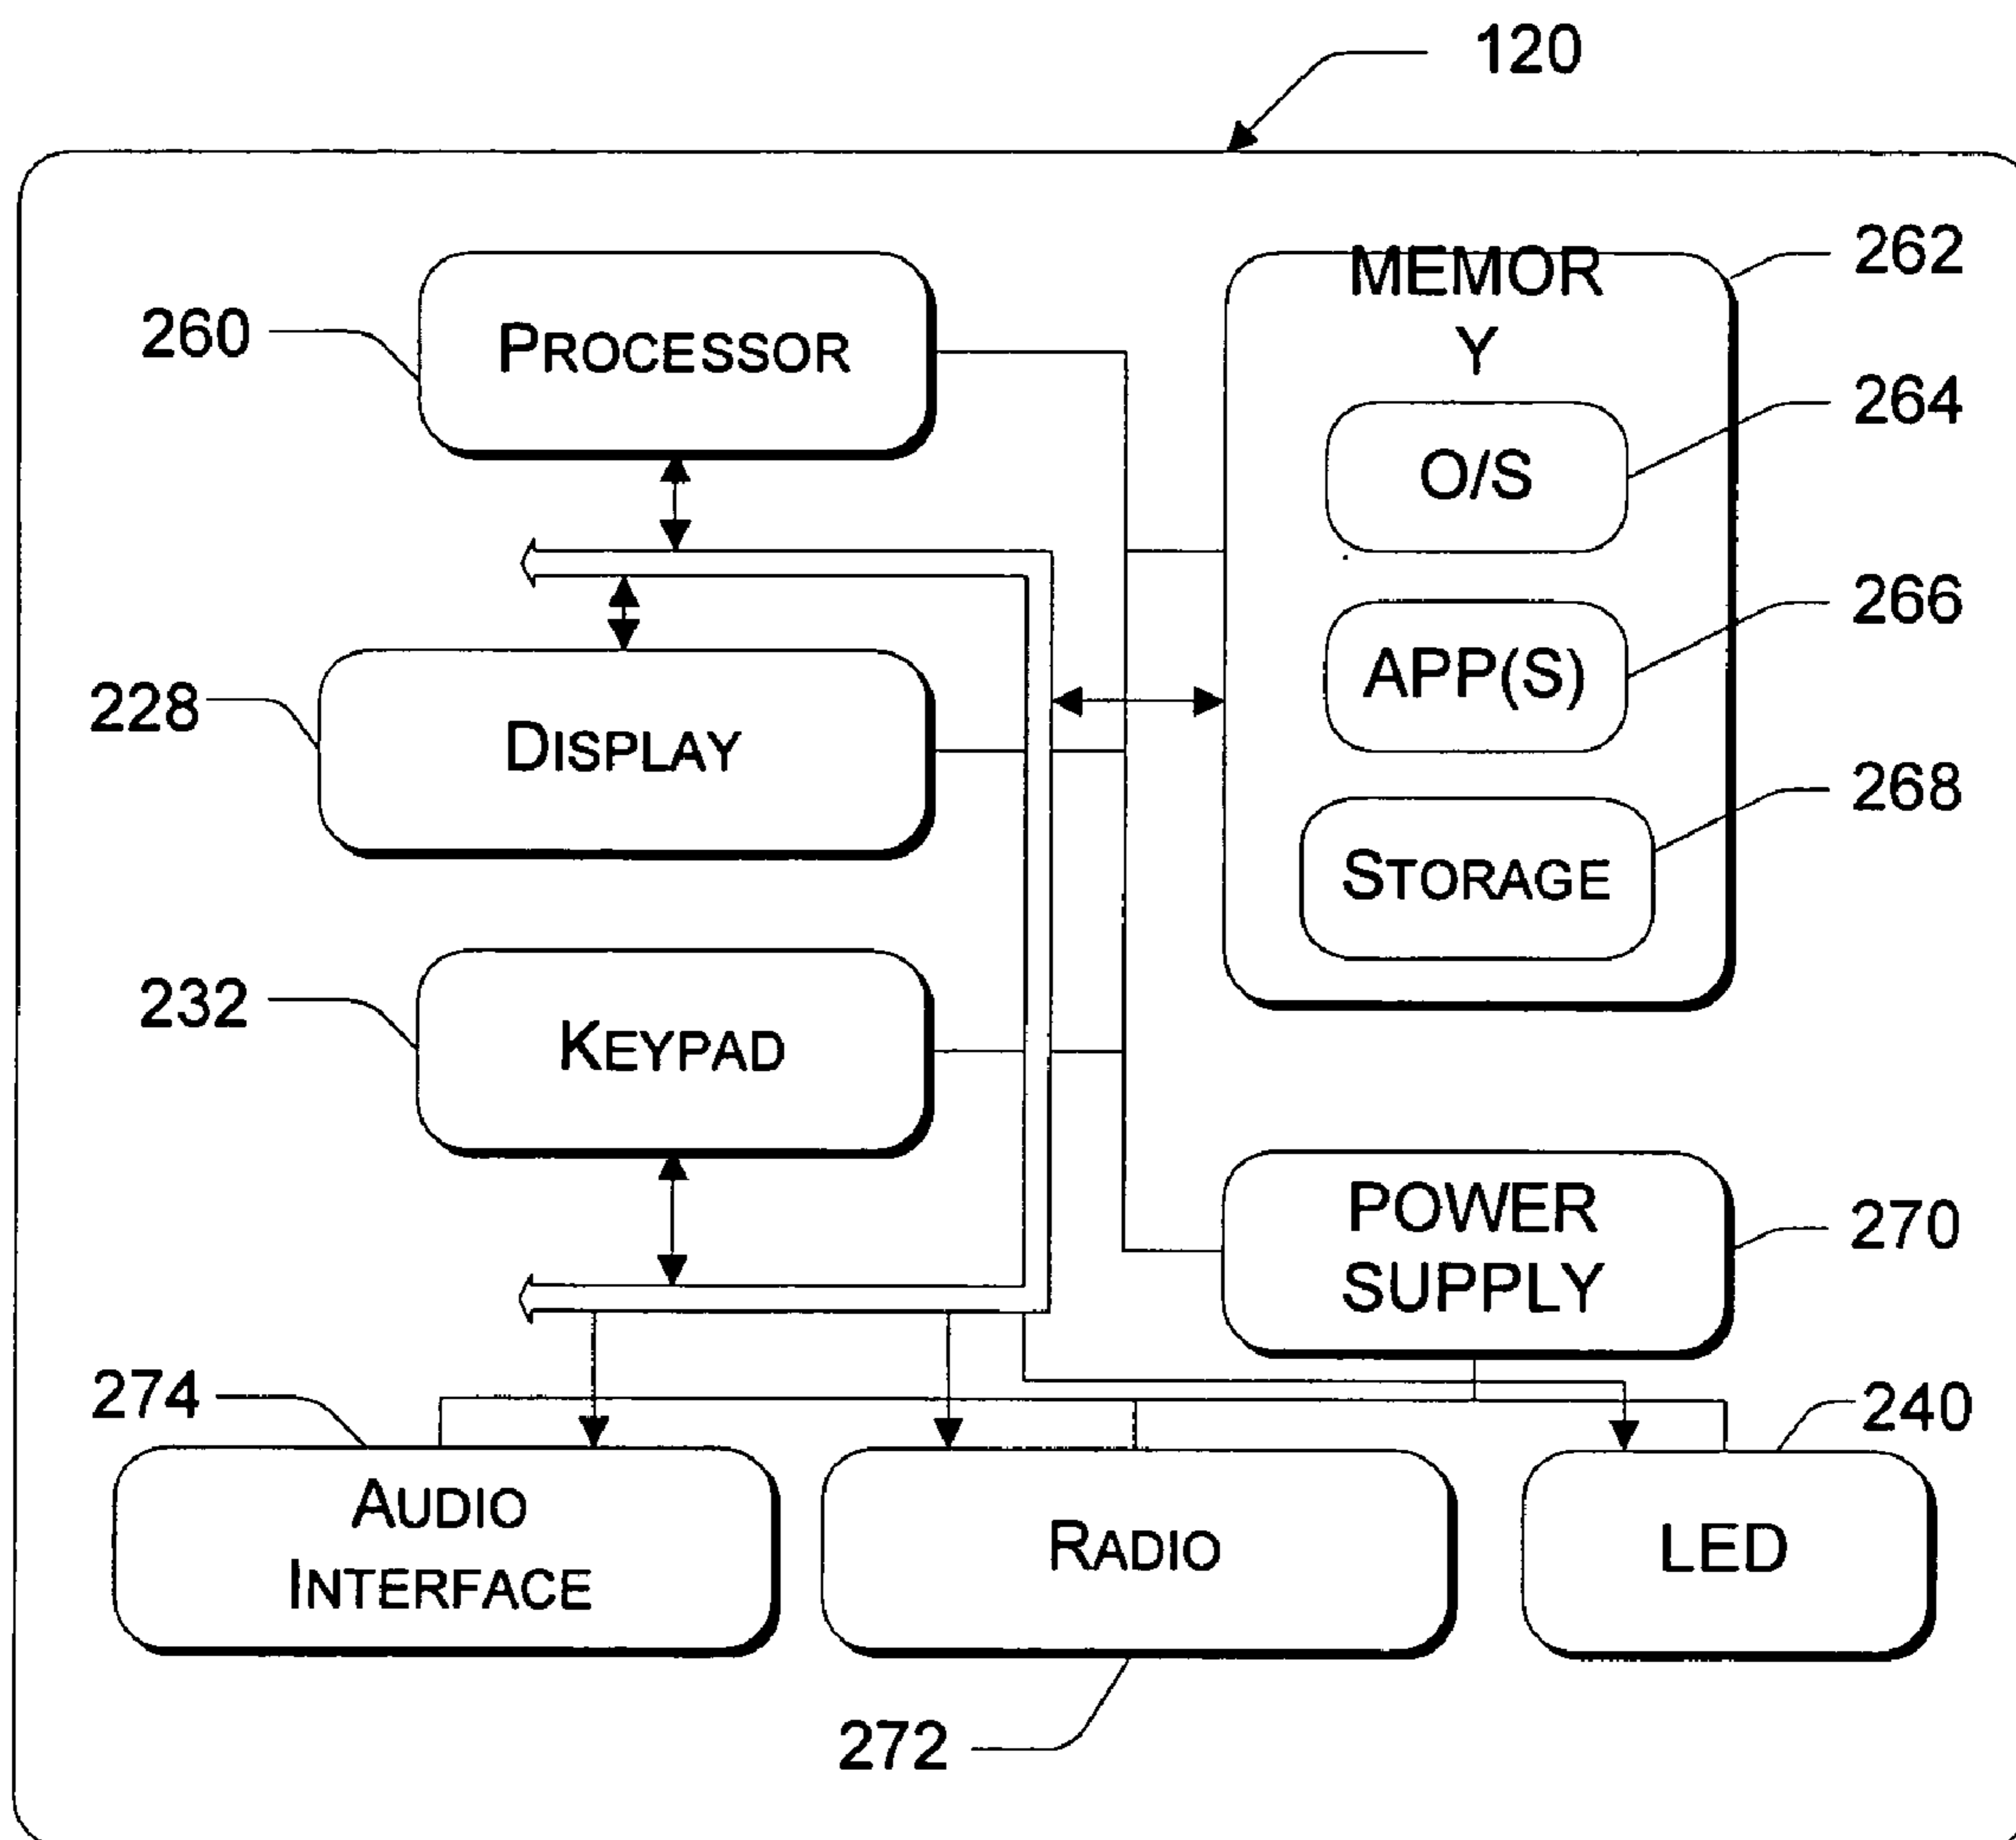 120
262
MEMOR
Y
260
PROCESSOR
264
O/S
266
APP(S)
228
DISPLAY
268
STORAGE
232
KEYPAD
POWER
SUPPLY
270
274
240
AUDIO
INTERFACE
RADIO
LED
272